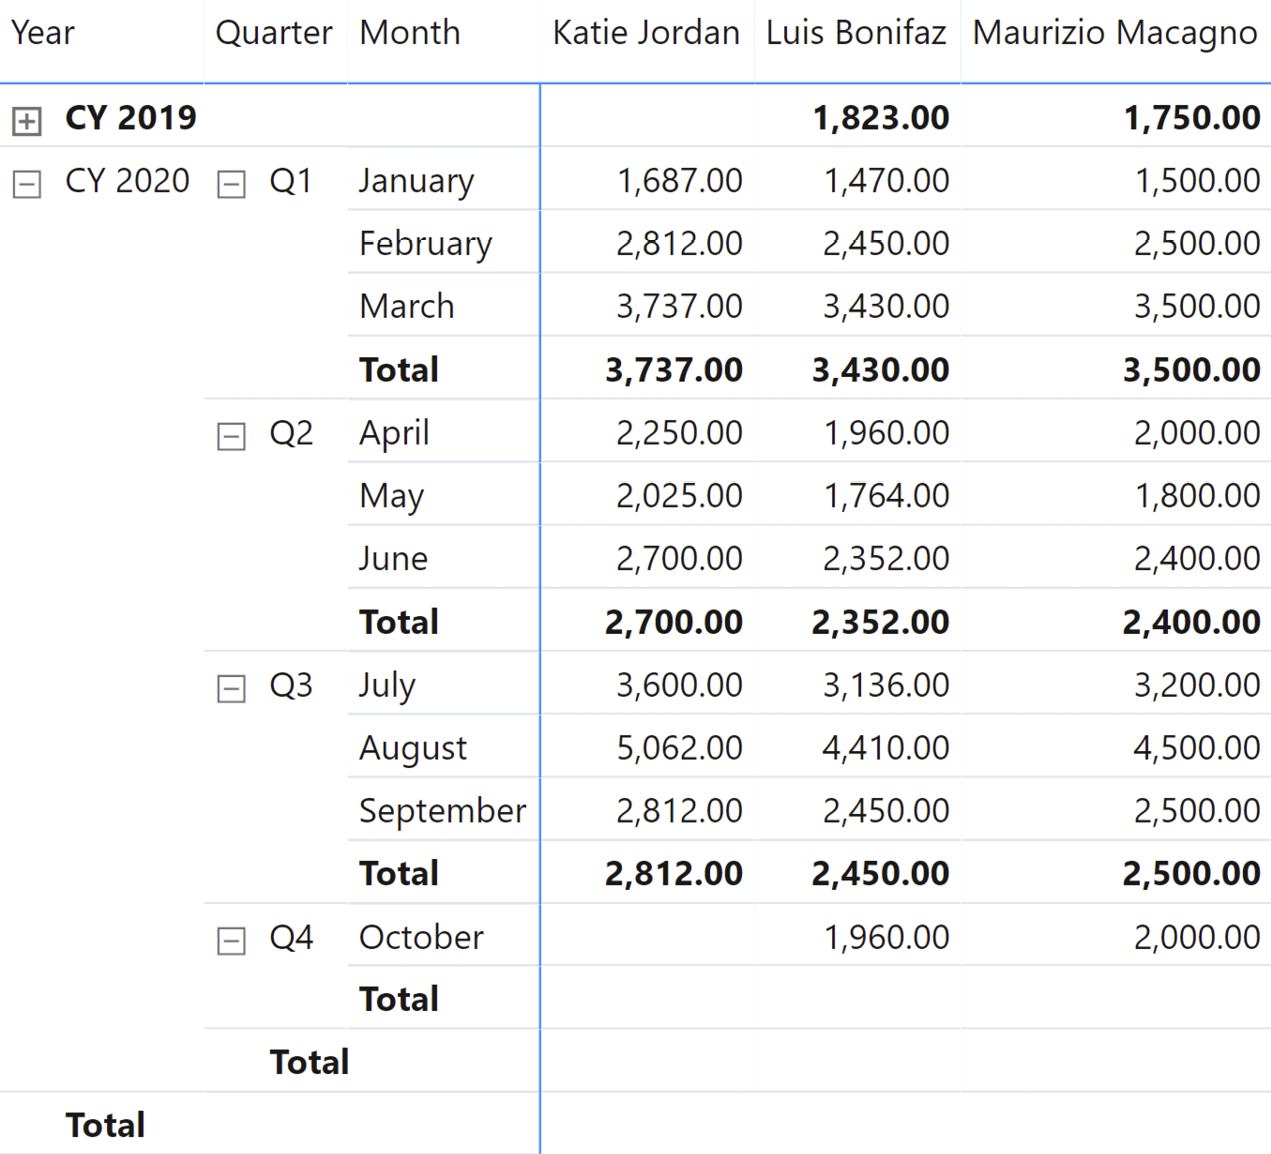 Year Quarter Month Katie Jordan Luis Bonifaz Maurizio Macagno
CY 2019 1,823.00 1,750.00
CY 2020 Q1 January 1,687.00 1,470.00 1,500.00
February 2,812.00 2,450.00 2,500.00
March 3,737.00 3,430.00 3,500.00
Total 3,737.00 3,430.00 3,500.00
Q2 April 2,250.00 1,960.00 2,000.00
May 2,025.00 1,764.00 1,800.00
June 2,700.00 2,352.00 2,400.00
Total 2,700.00 2,352.00 2,400.00
Q3 July 3,600.00 3,136.00 3,200.00
August 5,062.00 4,410.00 4,500.00
September 2,812.00 2,450.00 2,500.00
Total 2,812.00 2,450.00 2,500.00
Q4 October 1,960.00 2,000.00
Total
Total
Total